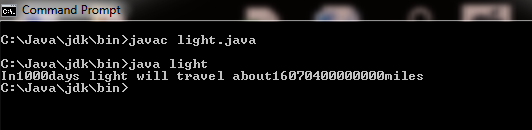 Command Prompt
C:\Java\jdk\bin>javac light.java
C:\Java\jdk\bin>java light
In1000days light will travel about16070400000000miles
C:\Java\jdk\bin>